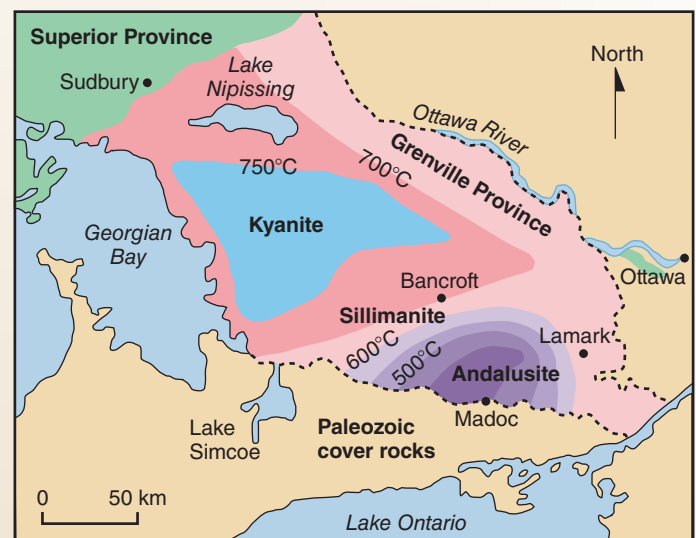 Superior Province
Sudbury
Lake
Nipissing
North
Ottawa River
Grenville Province
750°C
700°C
Kyanite
Georgian
Bay
Ottawa
Bancroft
Sillimanite
600°C
500°C
Lamark
Andalusite
Madoc
Lake
Simcoe
Paleozoic
cover rocks
0 50 km
Lake Ontario